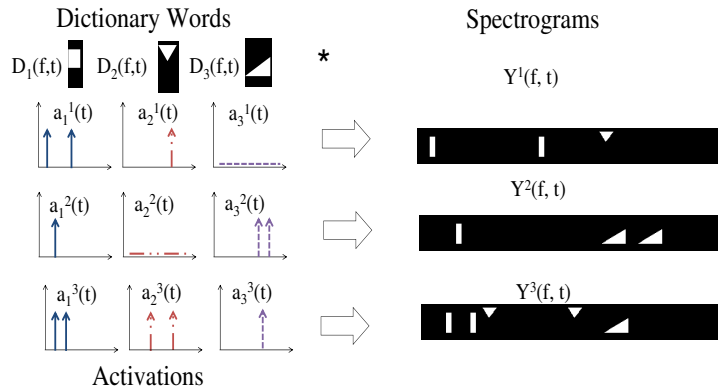 Dictionary Words Spectrograms
D₁(f,t) D₂(f,t) D₃(f,t) *
Y¹(f, t)
a₁¹(t) a₂¹(t) a₃¹(t)
Y²(f, t)
a₁²(t) a₂²(t) a₃²(t)
Y³(f, t)
a₁³(t) a₂³(t) a₃³(t)
Activations